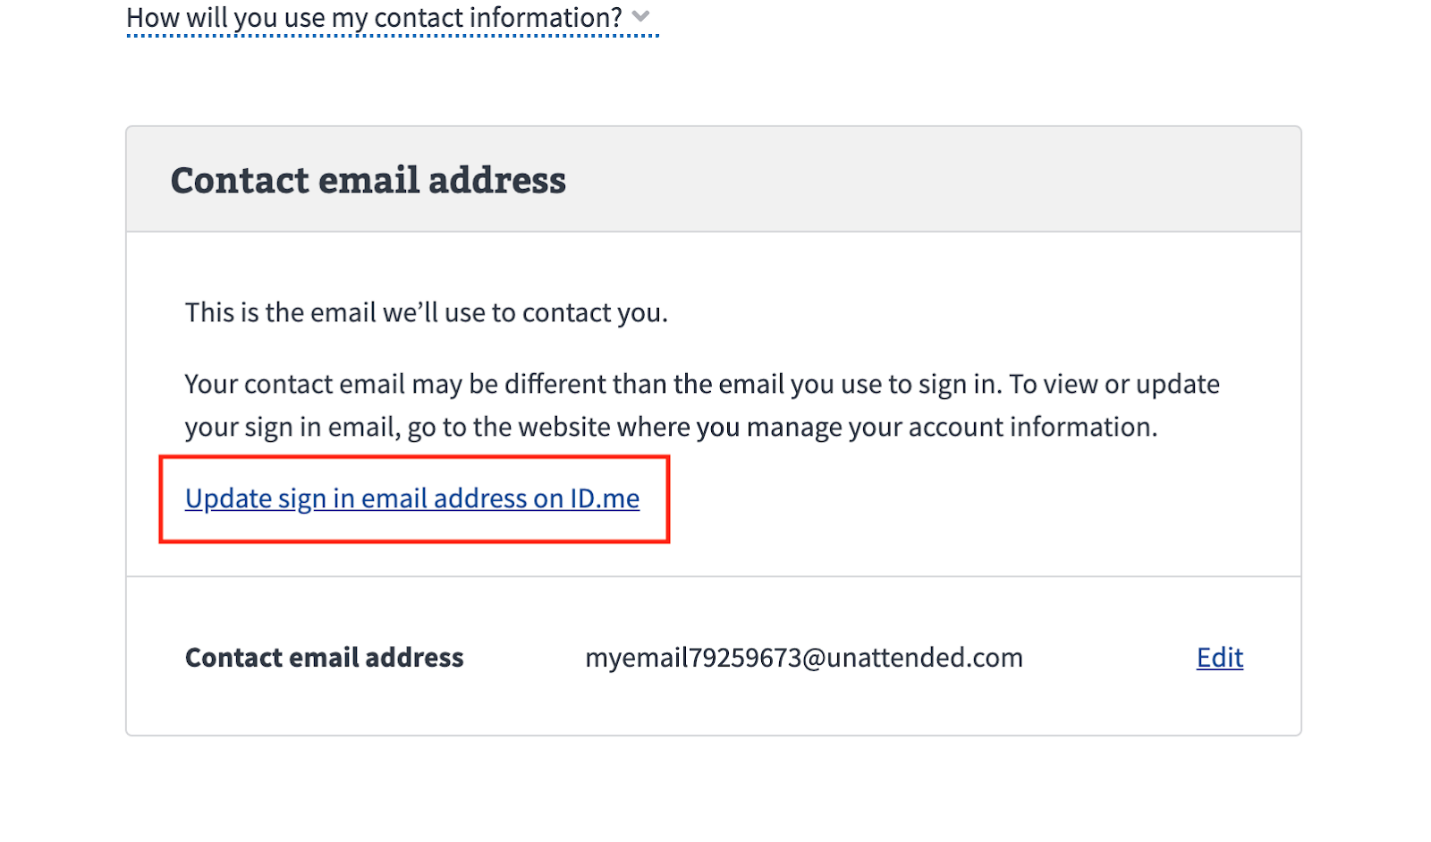 How will you use my contact information?
Contact email address
This is the email we’ll use to contact you.
Your contact email may be different than the email you use to sign in. To view or update
your sign in email, go to the website where you manage your account information.
Update sign in email address on ID.me
Contact email address myemail79259673@unattended.com Edit